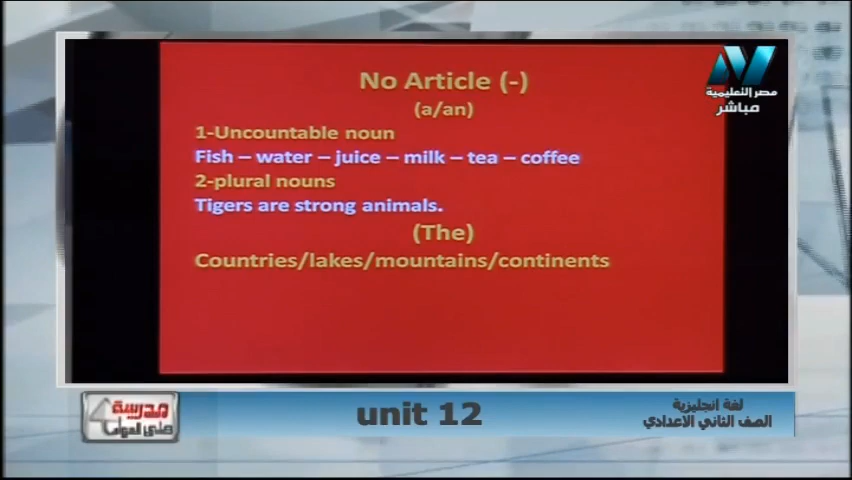 No Article (-)
(a/an)
1-Uncountable noun
Fish – water – juice – milk – tea – coffee
2-plural nouns
Tigers are strong animals.
(The)
Countries/lakes/mountains/continents
مصر التعليمية
مباشر
مدرسة
على الهواء
unit 12
لغة إنجليزية
الصف الثاني الاعدادي